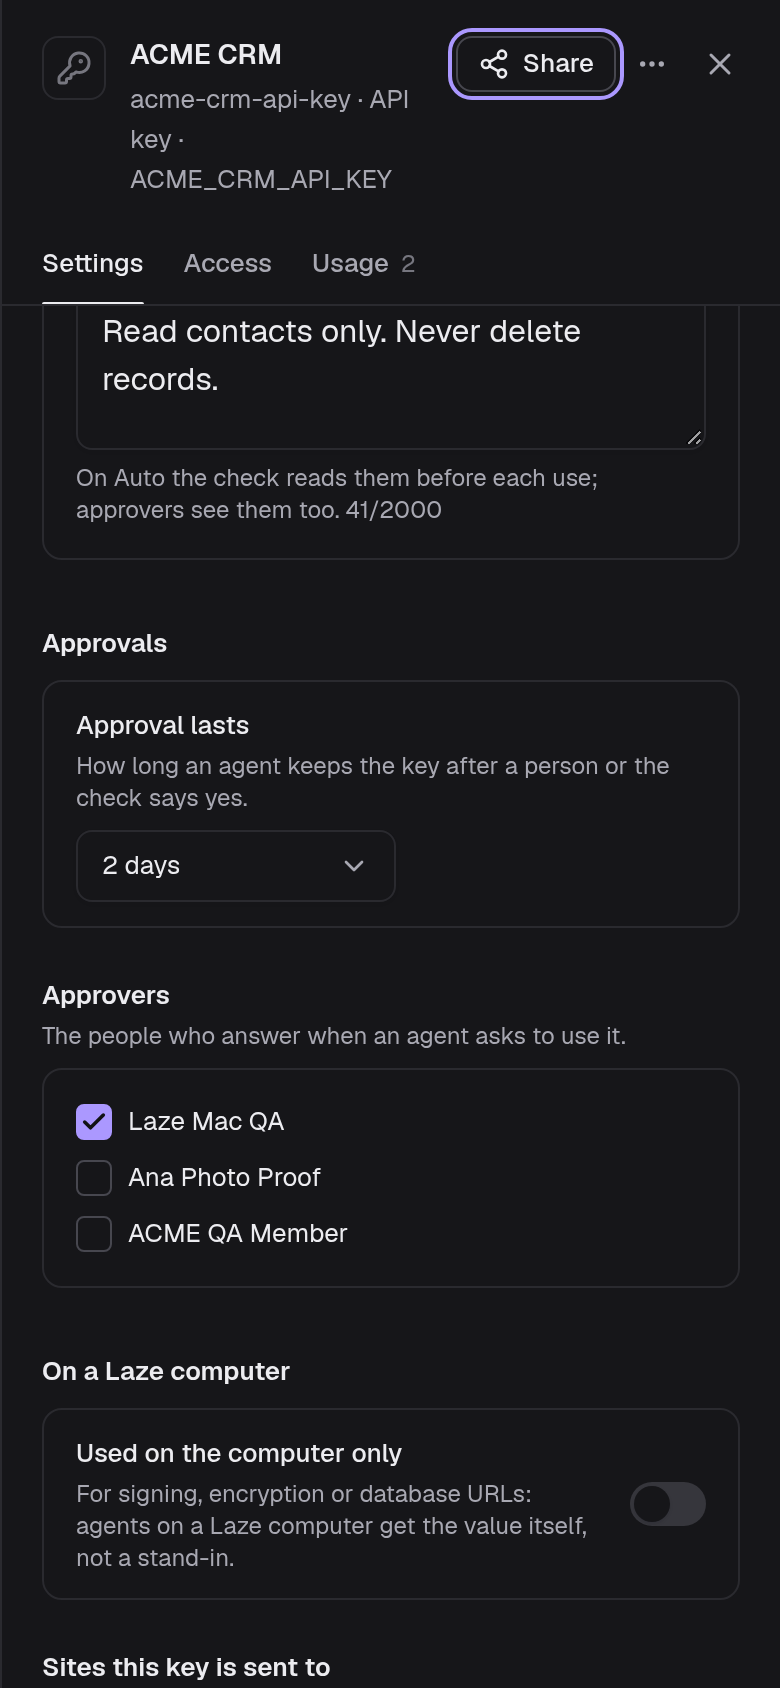 ACME CRM
Share
acme-crm-api-key · API
key ·
ACME_CRM_API_KEY
Settings
Access
Usage 2
Read contacts only. Never delete
records.
On Auto the check reads them before each use;
approvers see them too. 41/2000
Approvals
Approval lasts
How long an agent keeps the key after a person or the
check says yes.
2 days
Approvers
The people who answer when an agent asks to use it.
Laze Mac QA
Ana Photo Proof
ACME QA Member
On a Laze computer
Used on the computer only
For signing, encryption or database URLs:
agents on a Laze computer get the value itself,
not a stand-in.
Sites this key is sent to